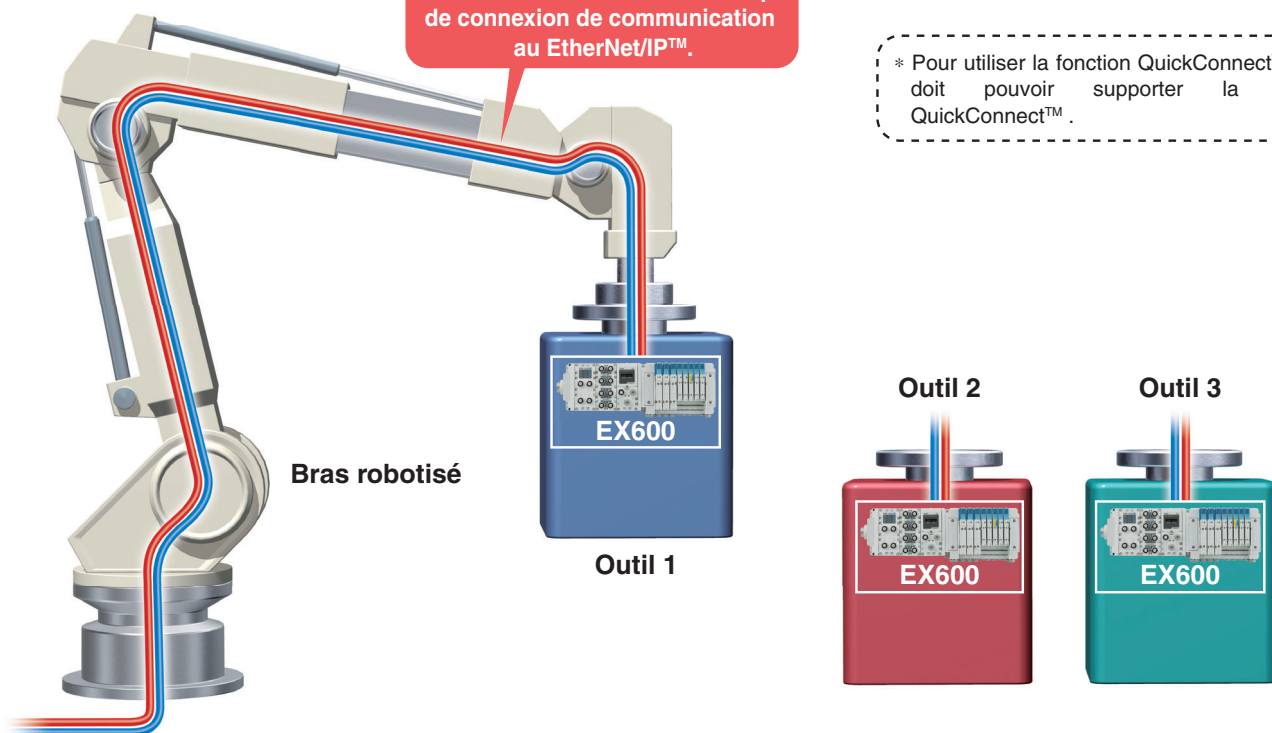 de connexion de communication
au EtherNet/IP™.
* Pour utiliser la fonction QuickConnect
doit pouvoir supporter la
QuickConnect™ .
EX600
Bras robotisé
Outil 1
Outil 2
Outil 3
EX600
EX600